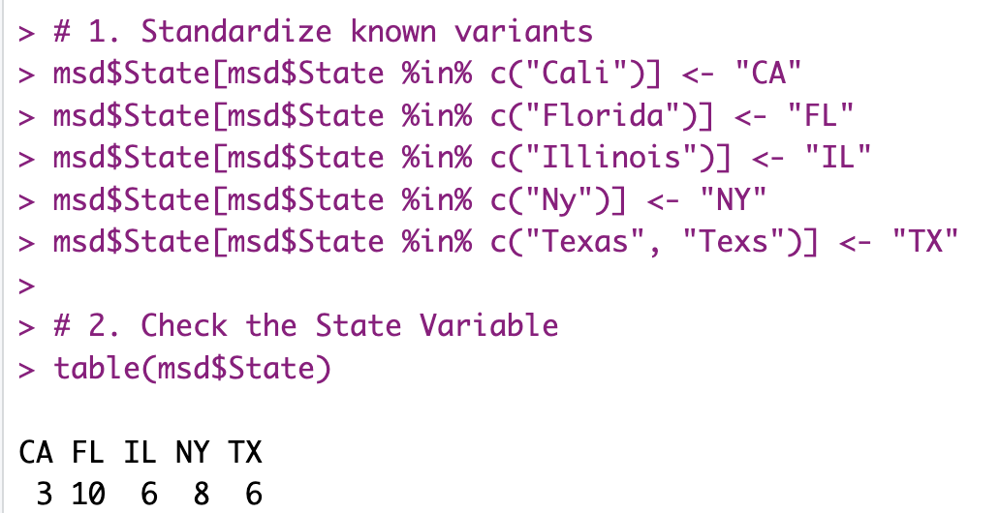 > # 1. Standardize known variants
> msd$State[msd$State %in% c("Cali")] <- "CA"
> msd$State[msd$State %in% c("Florida")] <- "FL"
> msd$State[msd$State %in% c("Illinois")] <- "IL"
> msd$State[msd$State %in% c("Ny")] <- "NY"
> msd$State[msd$State %in% c("Texas", "Texs")] <- "TX"
>
> # 2. Check the State Variable
> table(msd$State)
CA FL IL NY TX
3 10 6 8 6